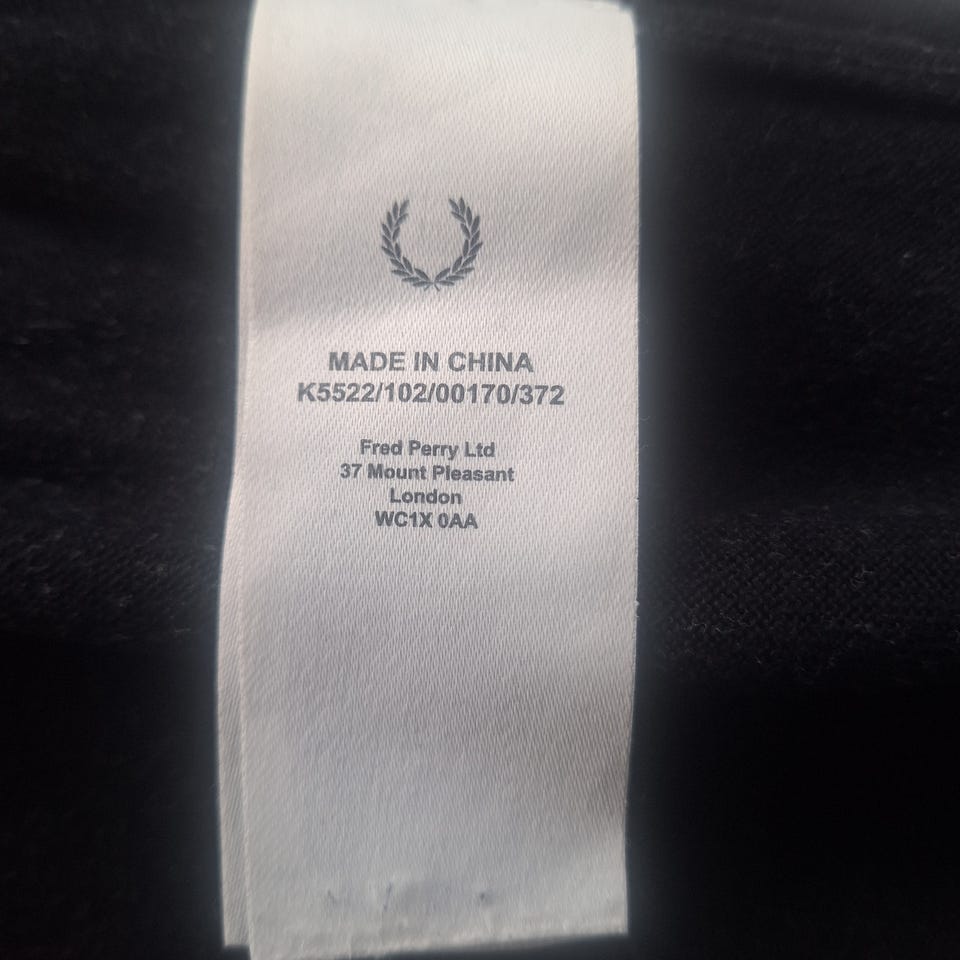 MADE IN CHINA
K5522/102/00170/372
Fred Perry Ltd
37 Mount Pleasant
London
WC1X 0AA